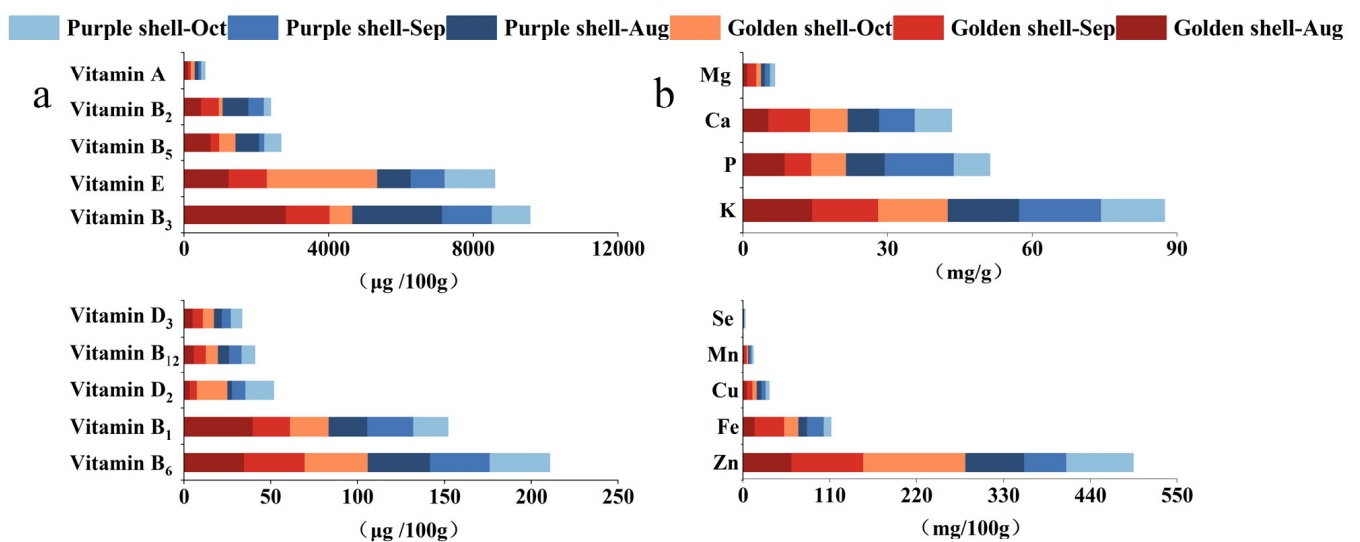 Purple shell-Oct Purple shell-Sep Purple shell-Aug Golden shell-Oct Golden shell-Sep Golden shell-Aug
a
Vitamin A
Vitamin B2
Vitamin B5
Vitamin E
Vitamin B3
0 4000 8000 12000
(μg /100g)
b
Mg
Ca
P
K
0 30 60 90
(mg/g)
Vitamin D3
Vitamin B12
Vitamin D2
Vitamin B1
Vitamin B6
0 50 100 150 200 250
(μg /100g)
Se
Mn
Cu
Fe
Zn
0 110 220 330 440 550
(mg/100g)